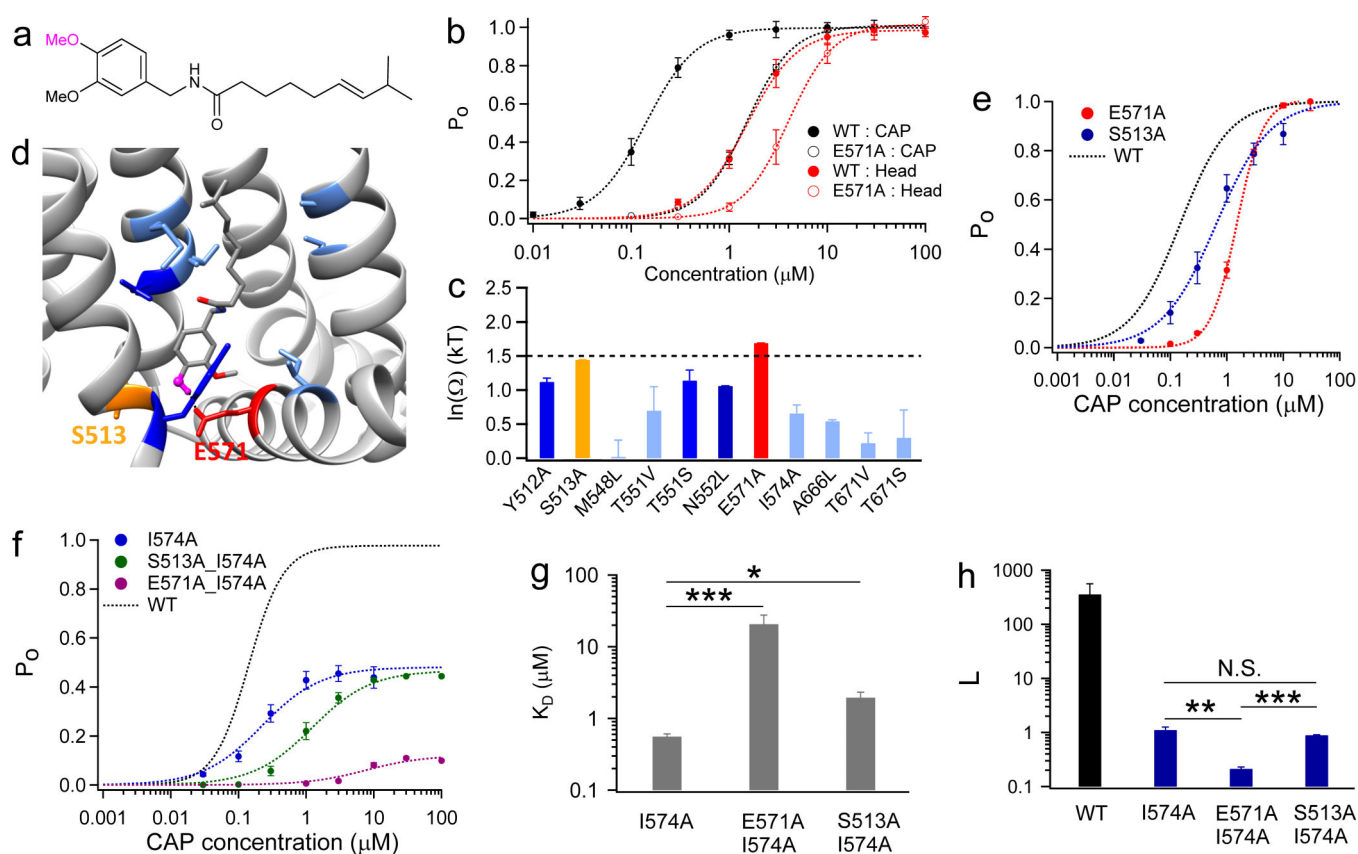 a
MeO
MeO
N
H
O
b
1.0
0.8
0.6
0.4
0.2
0.0
PO
0.01 0.1 1 10 100
Concentration (μM)
WT : CAP
E571A : CAP
WT : Head
E571A : Head
c
2.5
2.0
1.5
1.0
0.5
0.0
ln(Ω) (kT)
Y512A
S513A
M548L
T551V
T551S
N552L
E571A
I574A
A666L
T671V
T671S
d
S513
E571
e
E571A
S513A
WT
1.0
0.8
0.6
0.4
0.2
0.0
PO
0.001 0.01 0.1 1 10 100
CAP concentration (μM)
f
I574A
S513A_I574A
E571A_I574A
WT
1.0
0.8
0.6
0.4
0.2
0.0
PO
0.001 0.01 0.1 1 10 100
CAP concentration (μM)
g
100
10
1
0.1
KD (μM)
*
***
I574A
E571A
I574A
S513A
I574A
h
1000
100
10
1
0.1
L
N.S.
**
***
WT
I574A
E571A
I574A
S513A
I574A